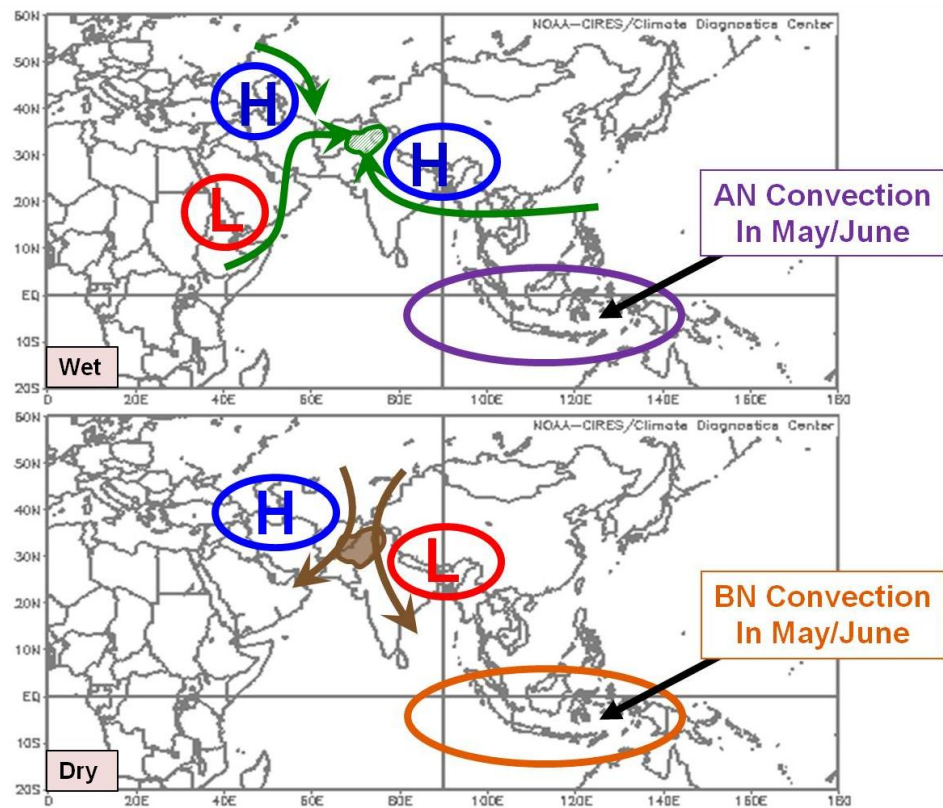 NOAA-CIRES/Climate Diagnostics Center
50N
H
40N
H
30N
L
20N
AN Convection
In May/June
10N
EQ
10S
Wet
20S
0E 20E 40E 60E 80E 100E 120E 140E 160E 180
NOAA-CIRES/Climate Diagnostics Center
50N
40N
H
30N
L
20N
BN Convection
In May/June
10N
EQ
10S
Dry
20S
0E 20E 40E 60E 80E 100E 120E 140E 160E 180